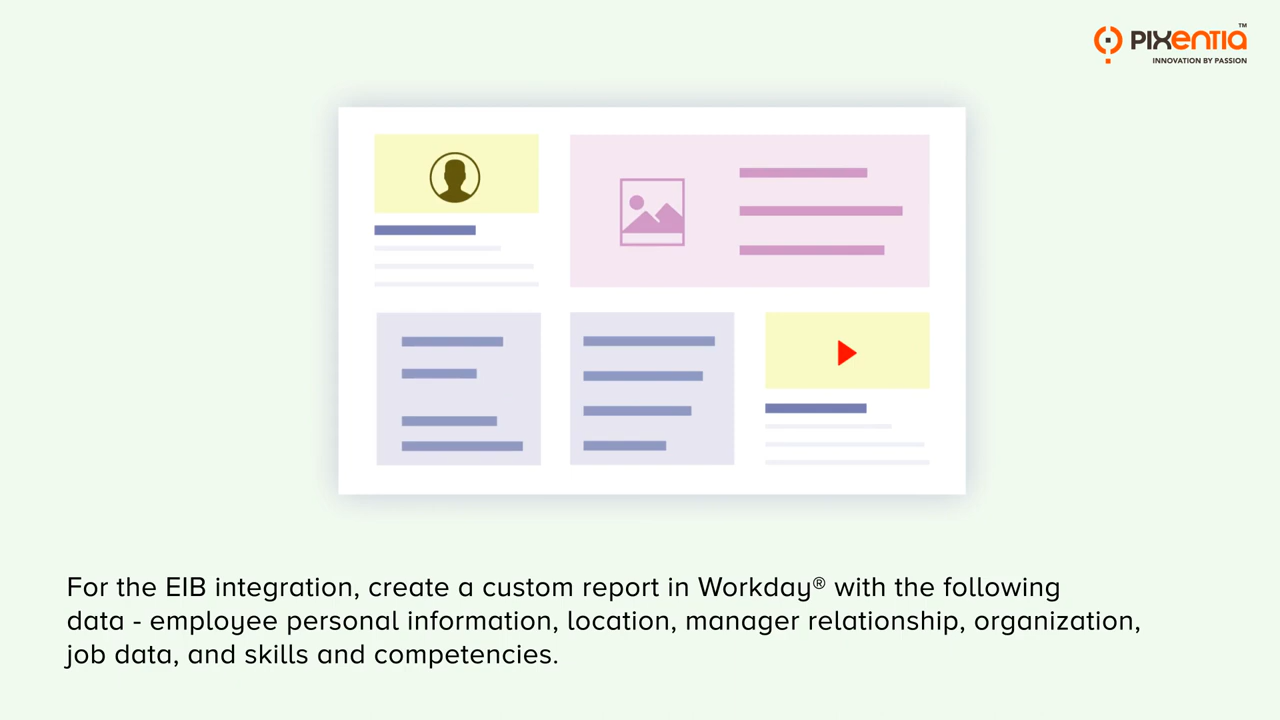 PIXENTIA™
INNOVATION BY PASSION
For the EIB integration, create a custom report in Workday® with the following
data - employee personal information, location, manager relationship, organization,
job data, and skills and competencies.